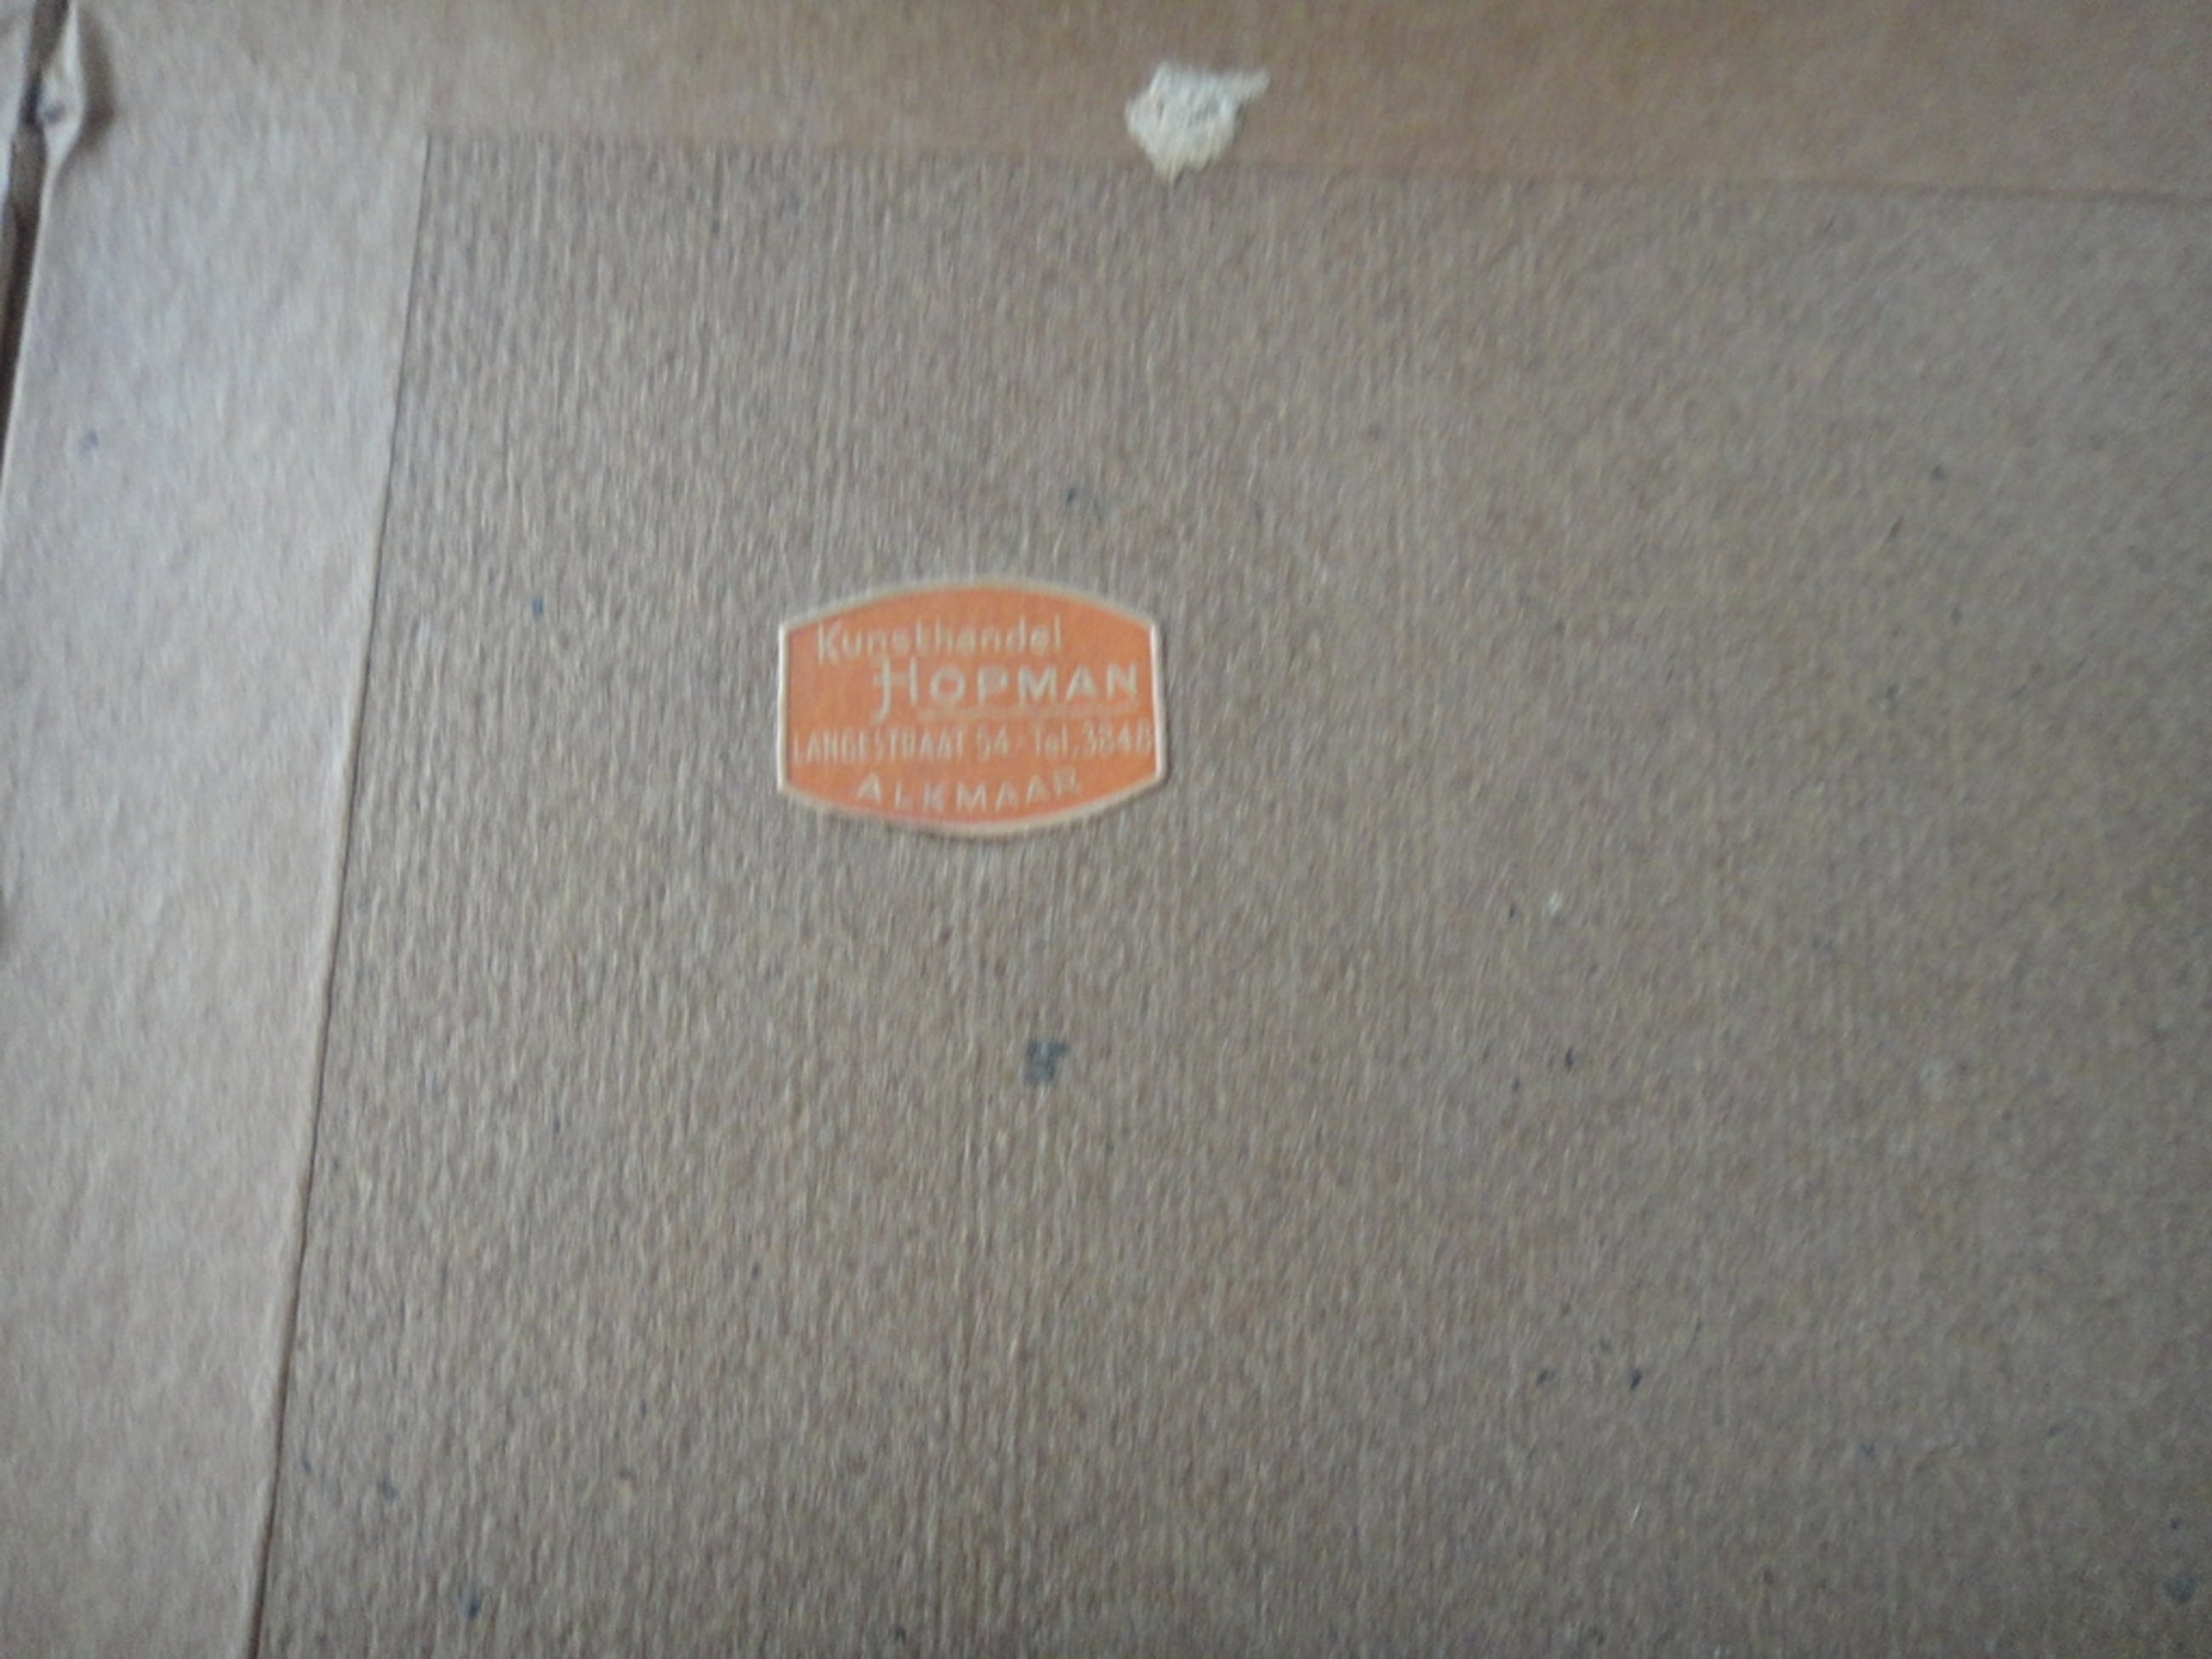 Kunsthandel
HOPMAN
LANGESTRAAT 54 - Tel. 3848
ALKMAAR